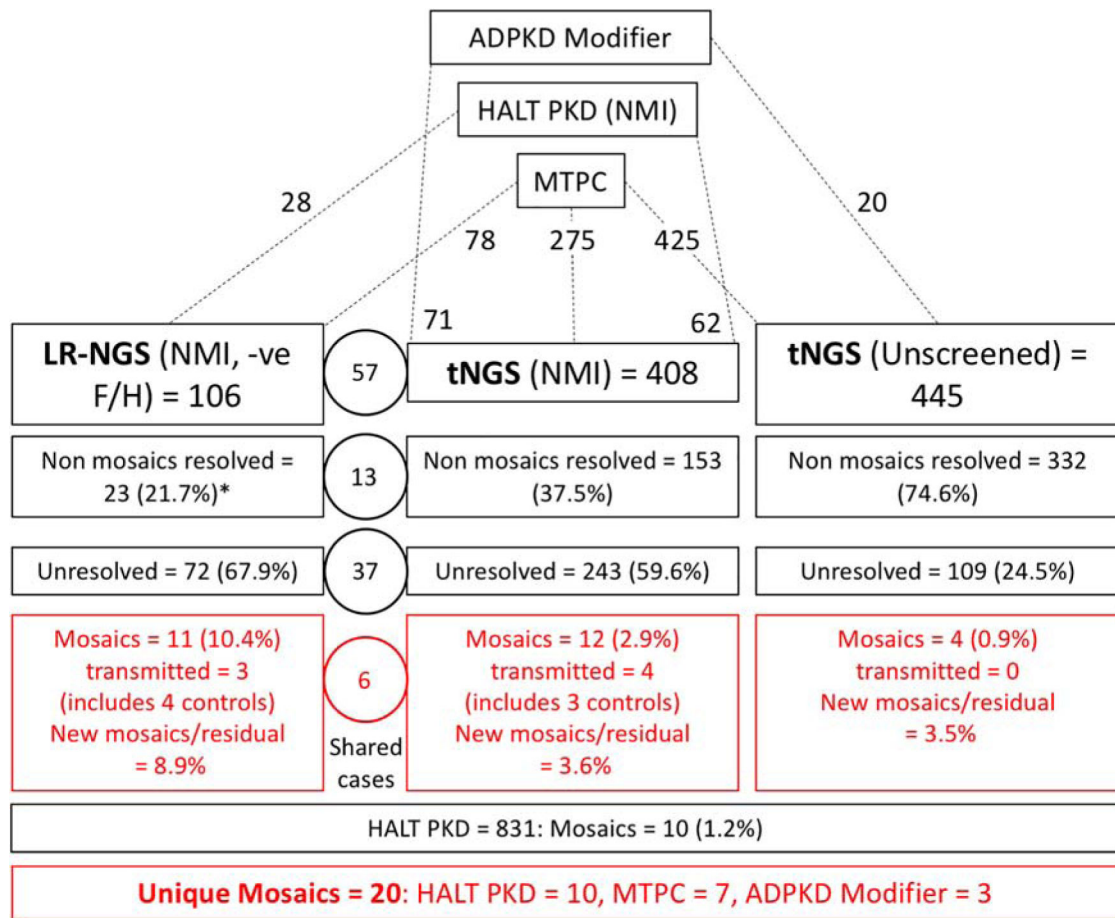 ADPKD Modifier
HALT PKD (NMI)
MTPC
28
20
78
275
425
71
62
LR-NGS (NMI, -ve
F/H) = 106
57
tNGS (NMI) = 408
tNGS (Unscreened) =
445
Non mosaics resolved =
23 (21.7%)*
13
Non mosaics resolved = 153
(37.5%)
Non mosaics resolved = 332
(74.6%)
Unresolved = 72 (67.9%)
37
Unresolved = 243 (59.6%)
Unresolved = 109 (24.5%)
Mosaics = 11 (10.4%)
transmitted = 3
(includes 4 controls)
New mosaics/residual
= 8.9%
6
Shared
cases
Mosaics = 12 (2.9%)
transmitted = 4
(includes 3 controls)
New mosaics/residual
= 3.6%
Mosaics = 4 (0.9%)
transmitted = 0
New mosaics/residual
= 3.5%
HALT PKD = 831: Mosaics = 10 (1.2%)
Unique Mosaics = 20: HALT PKD = 10, MTPC = 7, ADPKD Modifier = 3